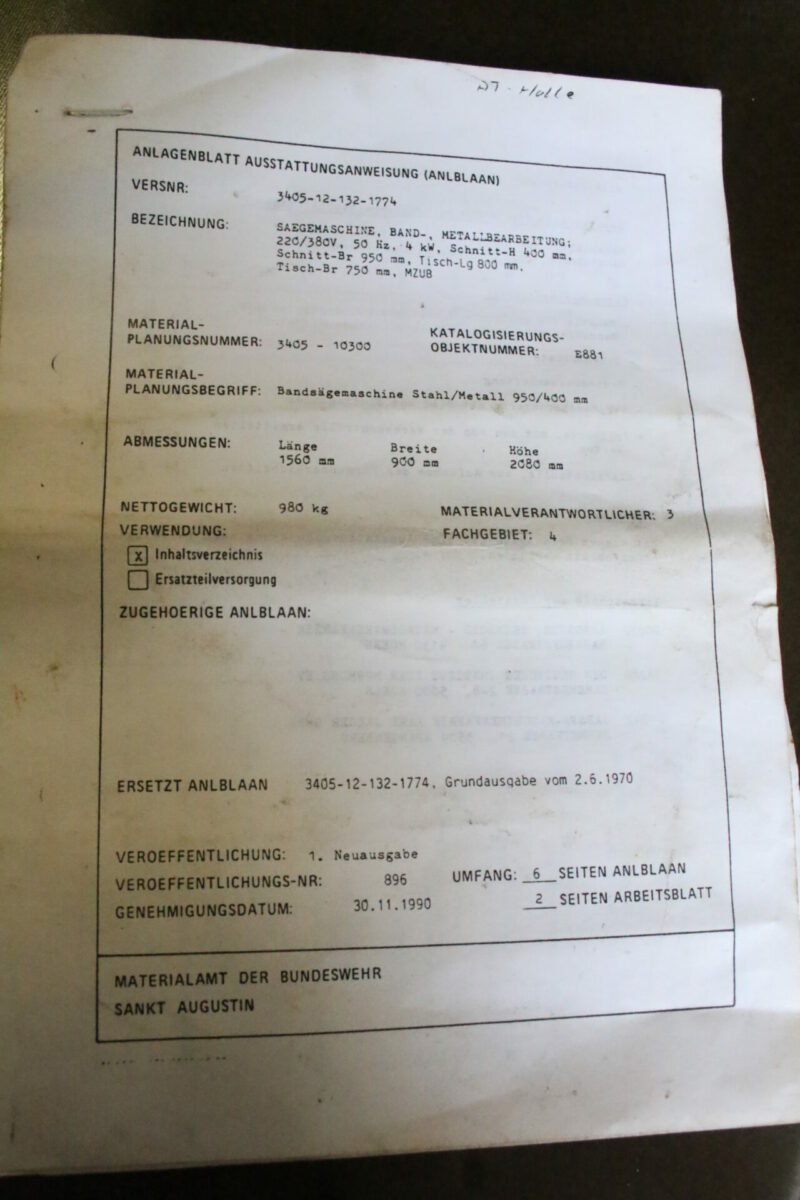 Halle
ANLAGENBLATT AUSSTATTUNGSANWEISUNG (ANLBLAAN)
VERSNR: 3405-12-132-1774
BEZEICHNUNG: SAEGEMASCHINE, BAND-, METALLBEARBEITUNG;
220/380V, 50 Hz, 4 kW, Schnitt-H 400 mm,
Schnitt-Br 950 mm, Tisch-Lg 800 mm,
Tisch-Br 750 mm, MZUB
MATERIAL-
PLANUNGSNUMMER: 3405 - 10300
KATALOGISIERUNGS-
OBJEKTNUMMER: E881
MATERIAL-
PLANUNGSBEGRIFF: Bandsägemaschine Stahl/Metall 950/400 mm
ABMESSUNGEN: Länge Breite Höhe
1560 mm 900 mm 2080 mm
NETTOGEWICHT: 980 kg MATERIALVERANTWORTLICHER: 3
VERWENDUNG: FACHGEBIET: 4
x Inhaltsverzeichnis
Ersatzteilversorgung
ZUGEHOERIGE ANLBLAAN:
ERSETZT ANLBLAAN 3405-12-132-1774, Grundausgabe vom 2.6.1970
VEROEFFENTLICHUNG: 1. Neuausgabe
VEROEFFENTLICHUNGS-NR: 896 UMFANG: 6 SEITEN ANLBLAAN
GENEHMIGUNGSDATUM: 30.11.1990 2 SEITEN ARBEITSBLATT
MATERIALAMT DER BUNDESWEHR
SANKT AUGUSTIN